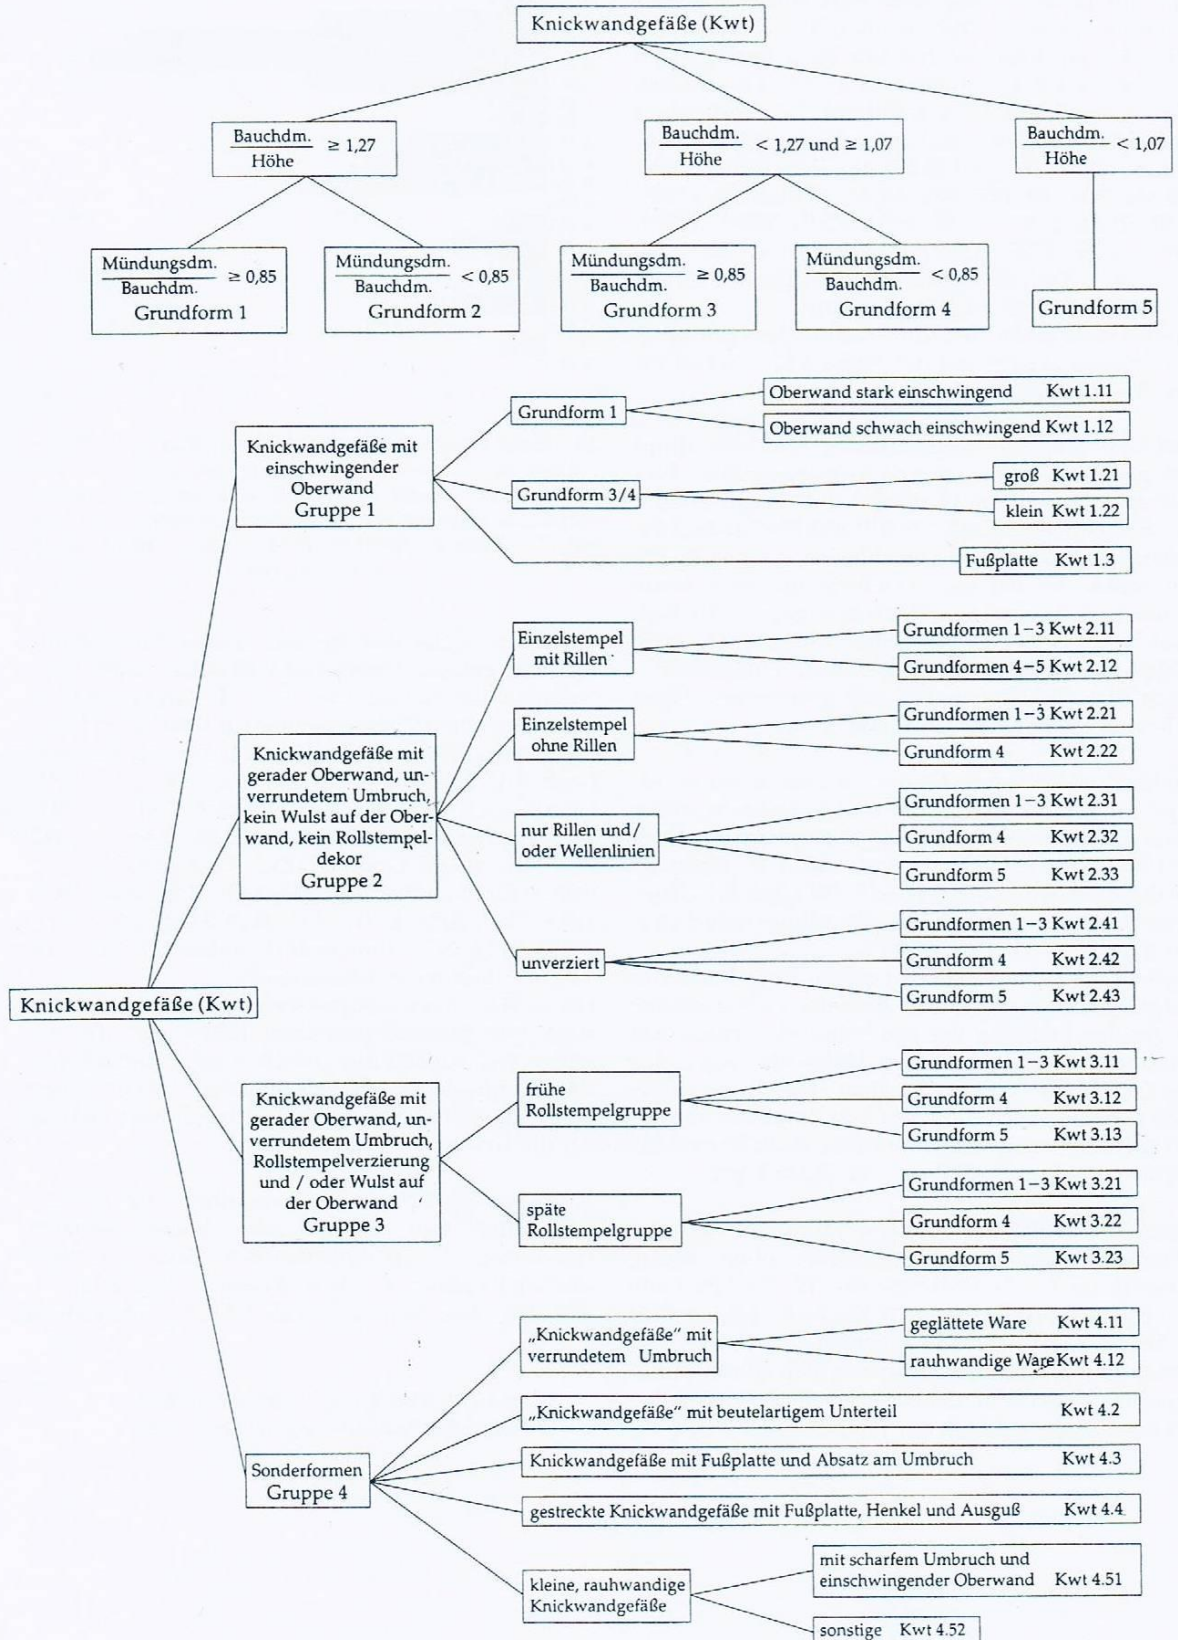 Knickwandgefäße (Kwt)
Bauchdm.
Höhe
≥ 1,27
Bauchdm.
Höhe
< 1,27 und ≥ 1,07
Bauchdm.
Höhe
< 1,07
Mündungsdm.
Bauchdm.
≥ 0,85
Grundform 1
Mündungsdm.
Bauchdm.
< 0,85
Grundform 2
Mündungsdm.
Bauchdm.
≥ 0,85
Grundform 3
Mündungsdm.
Bauchdm.
< 0,85
Grundform 4
Grundform 5
Knickwandgefäße (Kwt)
Knickwandgefäße mit
einschwingender
Oberwand
Gruppe 1
Grundform 1
Oberwand stark einschwingend Kwt 1.11
Oberwand schwach einschwingend Kwt 1.12
Grundform 3/4
groß Kwt 1.21
klein Kwt 1.22
Fußplatte Kwt 1.3
Knickwandgefäße mit
gerader Oberwand, un-
verrundetem Umbruch,
kein Wulst auf der Ober-
wand, kein Rollstempel-
dekor
Gruppe 2
Einzelstempel
mit Rillen
Grundformen 1–3 Kwt 2.11
Grundformen 4–5 Kwt 2.12
Einzelstempel
ohne Rillen
Grundformen 1–3 Kwt 2.21
Grundform 4 Kwt 2.22
nur Rillen und/
oder Wellenlinien
Grundformen 1–3 Kwt 2.31
Grundform 4 Kwt 2.32
Grundform 5 Kwt 2.33
unverziert
Grundformen 1–3 Kwt 2.41
Grundform 4 Kwt 2.42
Grundform 5 Kwt 2.43
Knickwandgefäße mit
gerader Oberwand, un-
verrundetem Umbruch,
Rollstempelverzierung
und / oder Wulst auf
der Oberwand
Gruppe 3
frühe
Rollstempelgruppe
Grundformen 1–3 Kwt 3.11
Grundform 4 Kwt 3.12
Grundform 5 Kwt 3.13
späte
Rollstempelgruppe
Grundformen 1–3 Kwt 3.21
Grundform 4 Kwt 3.22
Grundform 5 Kwt 3.23
Sonderformen
Gruppe 4
„Knickwandgefäße“ mit
verrundetem Umbruch
geglättete Ware Kwt 4.11
rauhwandige Ware Kwt 4.12
„Knickwandgefäße“ mit beutelartigem Unterteil Kwt 4.2
Knickwandgefäße mit Fußplatte und Absatz am Umbruch Kwt 4.3
gestreckte Knickwandgefäße mit Fußplatte, Henkel und Ausguß Kwt 4.4
kleine, rauhwandige
Knickwandgefäße
mit scharfem Umbruch und
einschwingender Oberwand Kwt 4.51
sonstige Kwt 4.52